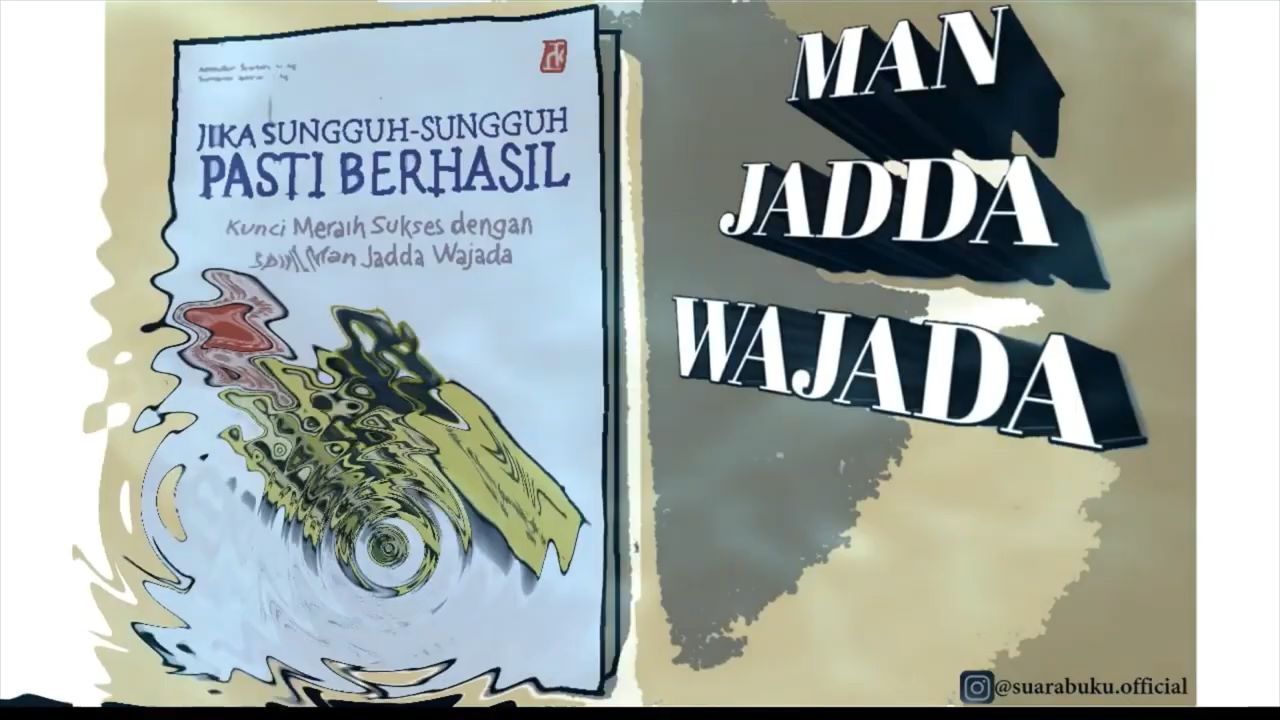 JIKA SUNGGUH-SUNGGUH
PASTI BERHASIL
Kunci Meraih Sukses dengan
Man Jadda Wajada
MAN
JADDA
WAJADA
@suarabuku.official